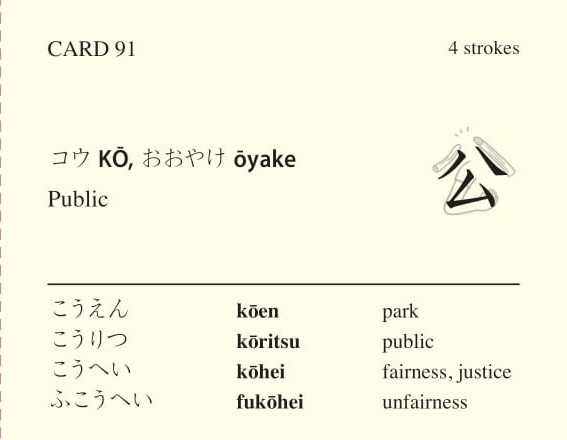 CARD 91 4 strokes
コウ KŌ, おおやけ ōyake
公
Public
こうえん kōen park
こうりつ kōritsu public
こうへい kōhei fairness, justice
ふこうへい fukōhei unfairness